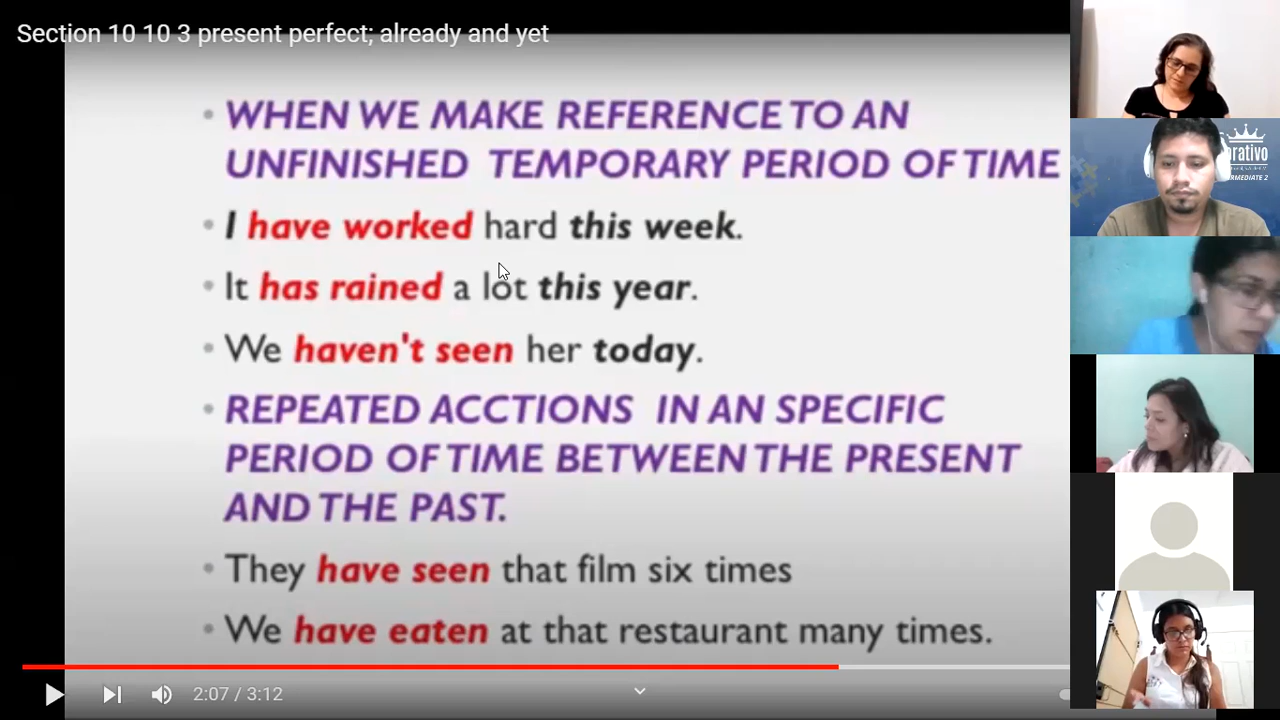 Section 10 10 3 present perfect; already and yet
• WHEN WE MAKE REFERENCE TO AN
UNFINISHED TEMPORARY PERIOD OF TIME
• I have worked hard this week.
• It has rained a lot this year.
• We haven't seen her today.
• REPEATED ACCTIONS IN AN SPECIFIC
PERIOD OF TIME BETWEEN THE PRESENT
AND THE PAST.
• They have seen that film six times
• We have eaten at that restaurant many times.
2:07 / 3:12
rativo
RMEDIATE 2